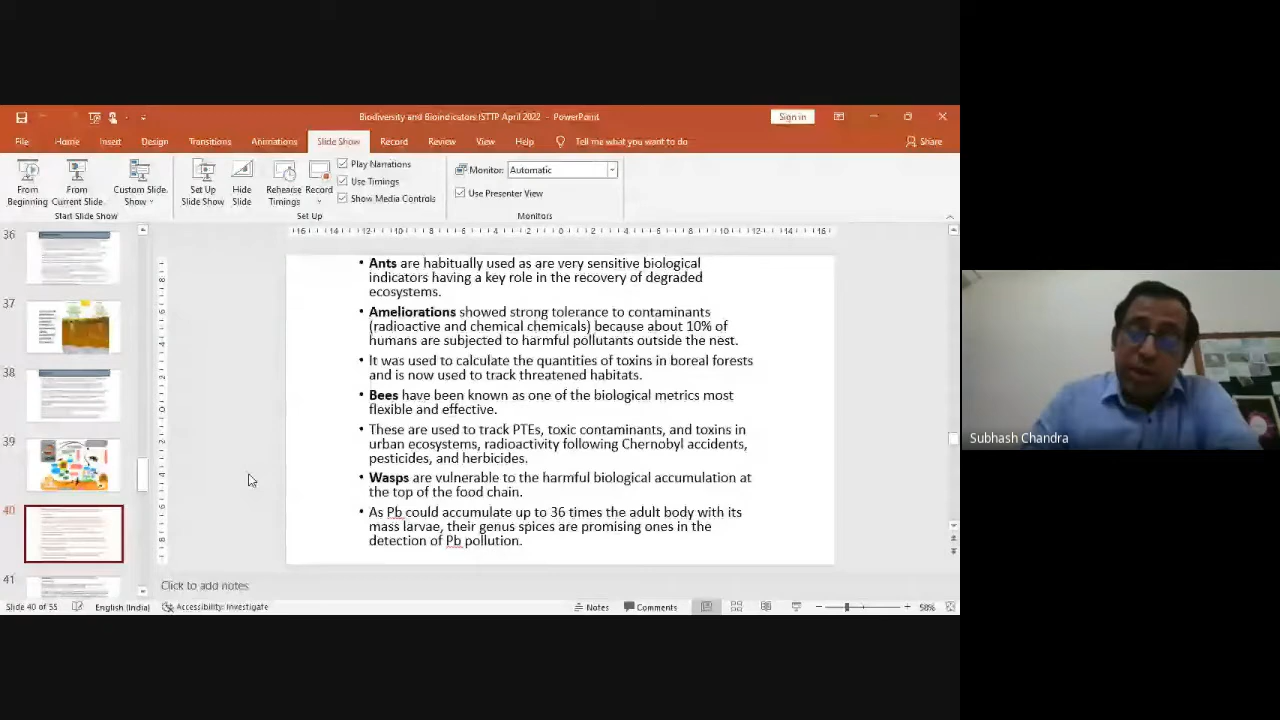 Biodiversity and Bioindicators ISTTP April 2022 - PowerPoint
Sign in
File Home Insert Design Transitions Animations Slide Show Record Review View Help Tell me what you want to do Share
From Beginning
From Current Slide
Custom Slide Show
Start Slide Show
Set Up Slide Show
Hide Slide
Rehearse Timings
Record
Play Narrations
Use Timings
Show Media Controls
Set Up
Monitor: Automatic
Use Presenter View
Monitors
36
37
38
39
40
41
• Ants are habitually used as are very sensitive biological
indicators having a key role in the recovery of degraded
ecosystems.
• Ameliorations showed strong tolerance to contaminants
(radioactive and chemical chemicals) because about 10% of
humans are subjected to harmful pollutants outside the nest.
• It was used to calculate the quantities of toxins in boreal forests
and is now used to track threatened habitats.
• Bees have been known as one of the biological metrics most
flexible and effective.
• These are used to track PTEs, toxic contaminants, and toxins in
urban ecosystems, radioactivity following Chernobyl accidents,
pesticides, and herbicides.
• Wasps are vulnerable to the harmful biological accumulation at
the top of the food chain.
• As Pb could accumulate up to 36 times the adult body with its
mass larvae, their genus spices are promising ones in the
detection of Pb pollution.
Click to add notes
Slide 40 of 55 English (India) Accessibility: Investigate Notes Comments 58%
Subhash Chandra